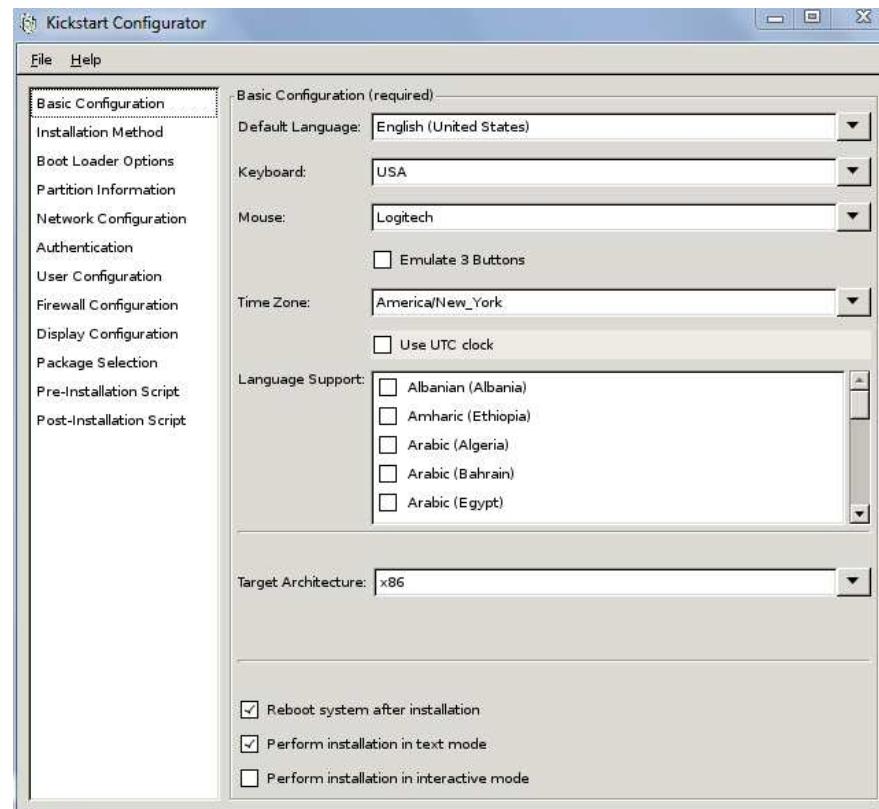 Kickstart Configurator
File Help
Basic Configuration
Installation Method
Boot Loader Options
Partition Information
Network Configuration
Authentication
User Configuration
Firewall Configuration
Display Configuration
Package Selection
Pre-Installation Script
Post-Installation Script
Basic Configuration (required)
Default Language: English (United States)
Keyboard: USA
Mouse: Logitech
Emulate 3 Buttons
Time Zone: America/New_York
Use UTC clock
Language Support:
Albanian (Albania)
Amharic (Ethiopia)
Arabic (Algeria)
Arabic (Bahrain)
Arabic (Egypt)
Target Architecture: x86
Reboot system after installation
Perform installation in text mode
Perform installation in interactive mode